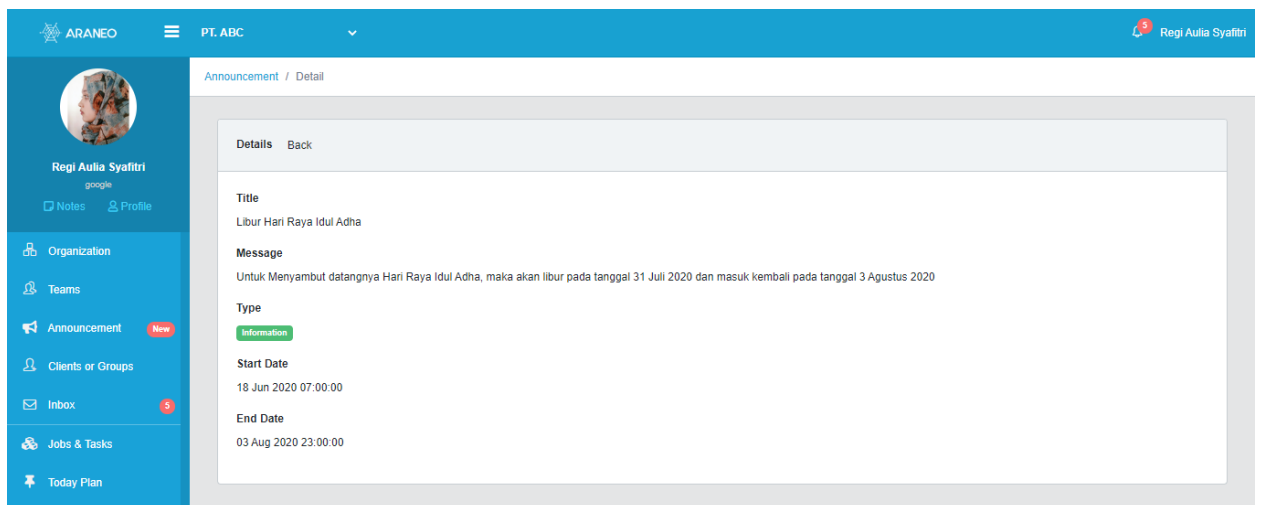 ARANEO
PT. ABC
5
Regi Aulia Syafitri
Announcement / Detail
Regi Aulia Syafitri
google
Notes
Profile
Organization
Teams
Announcement New
Clients or Groups
Inbox 5
Jobs & Tasks
Today Plan
Details Back
Title
Libur Hari Raya Idul Adha
Message
Untuk Menyambut datangnya Hari Raya Idul Adha, maka akan libur pada tanggal 31 Juli 2020 dan masuk kembali pada tanggal 3 Agustus 2020
Type
Information
Start Date
18 Jun 2020 07:00:00
End Date
03 Aug 2020 23:00:00